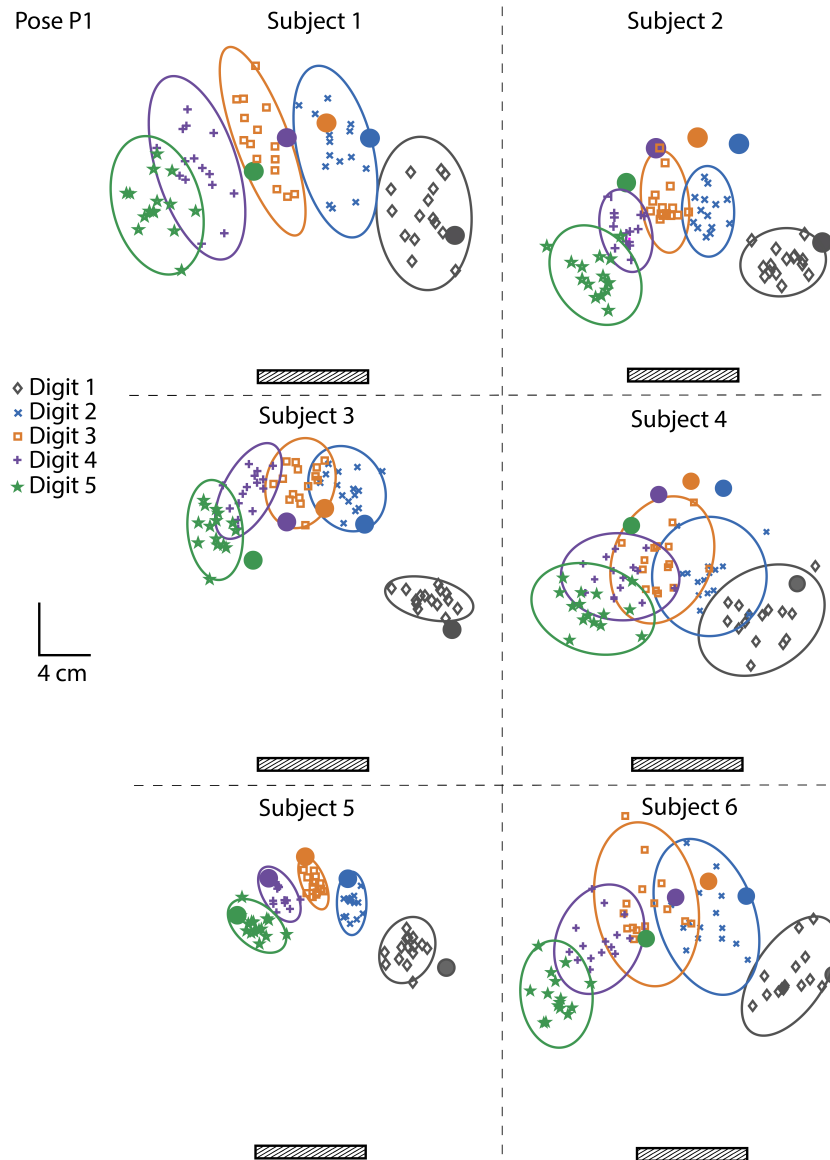 Pose P1
Subject 1
Subject 2
Digit 1
Digit 2
Digit 3
Digit 4
Digit 5
Subject 3
Subject 4
4 cm
Subject 5
Subject 6